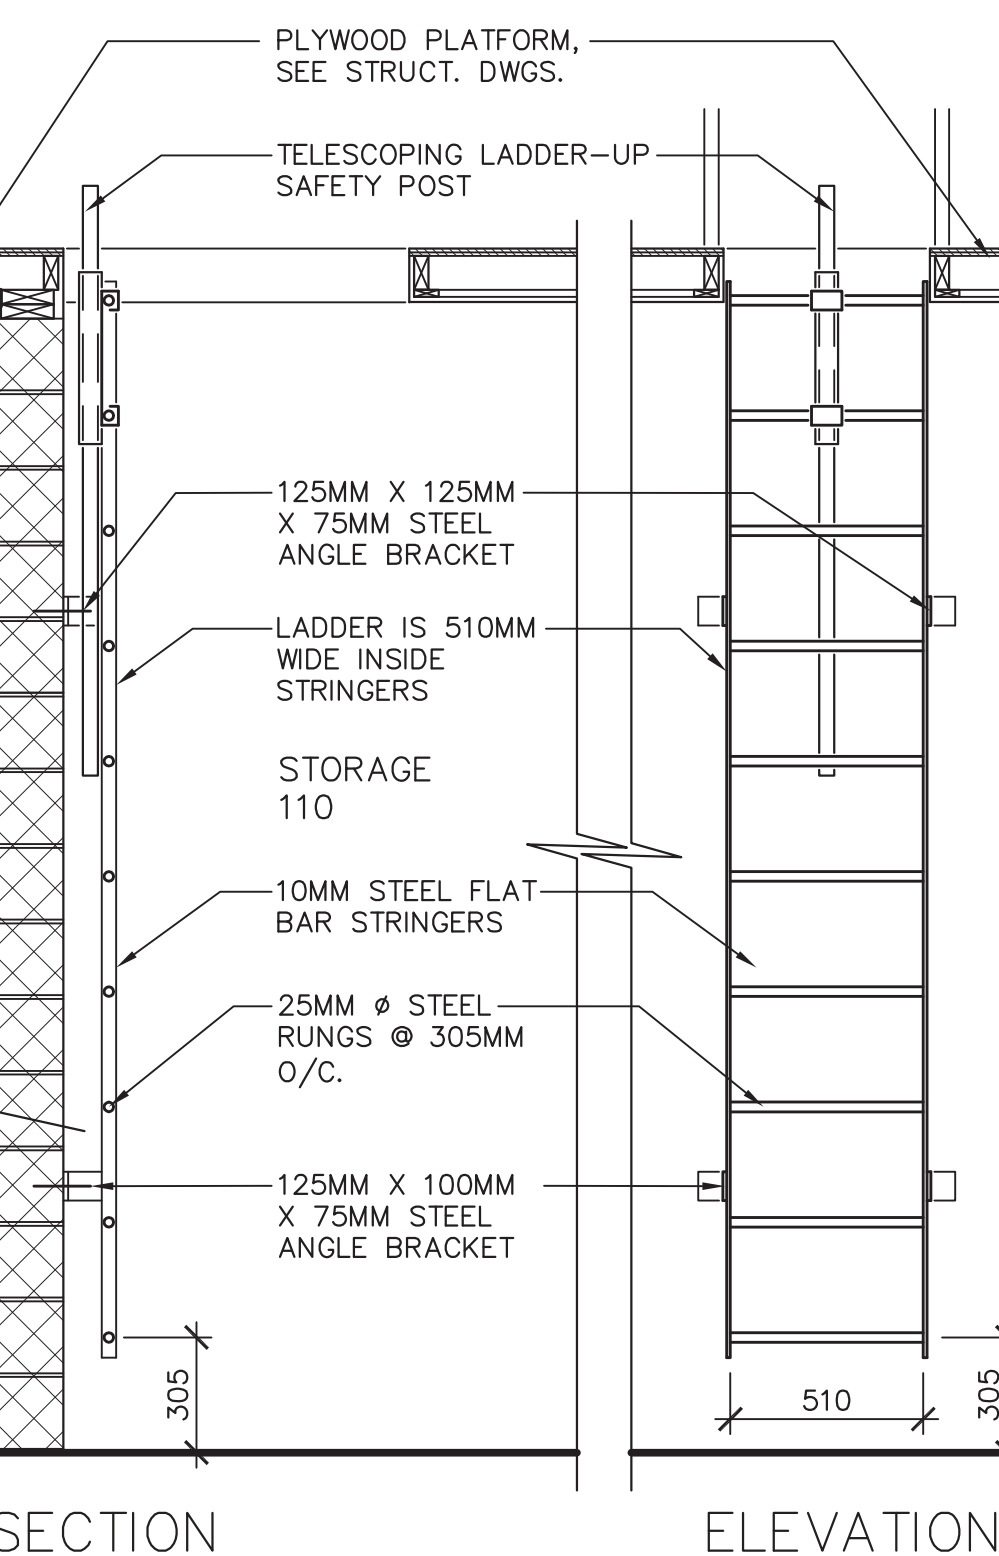 PLYWOOD PLATFORM,
SEE STRUCT. DWGS.
TELESCOPING LADDER-UP
SAFETY POST
125MM X 125MM
X 75MM STEEL
ANGLE BRACKET
LADDER IS 510MM
WIDE INSIDE
STRINGERS
STORAGE
110
10MM STEEL FLAT
BAR STRINGERS
25MM ø STEEL
RUNGS @ 305MM
O/C.
125MM X 100MM
X 75MM STEEL
ANGLE BRACKET
305
510
305
SECTION
ELEVATION